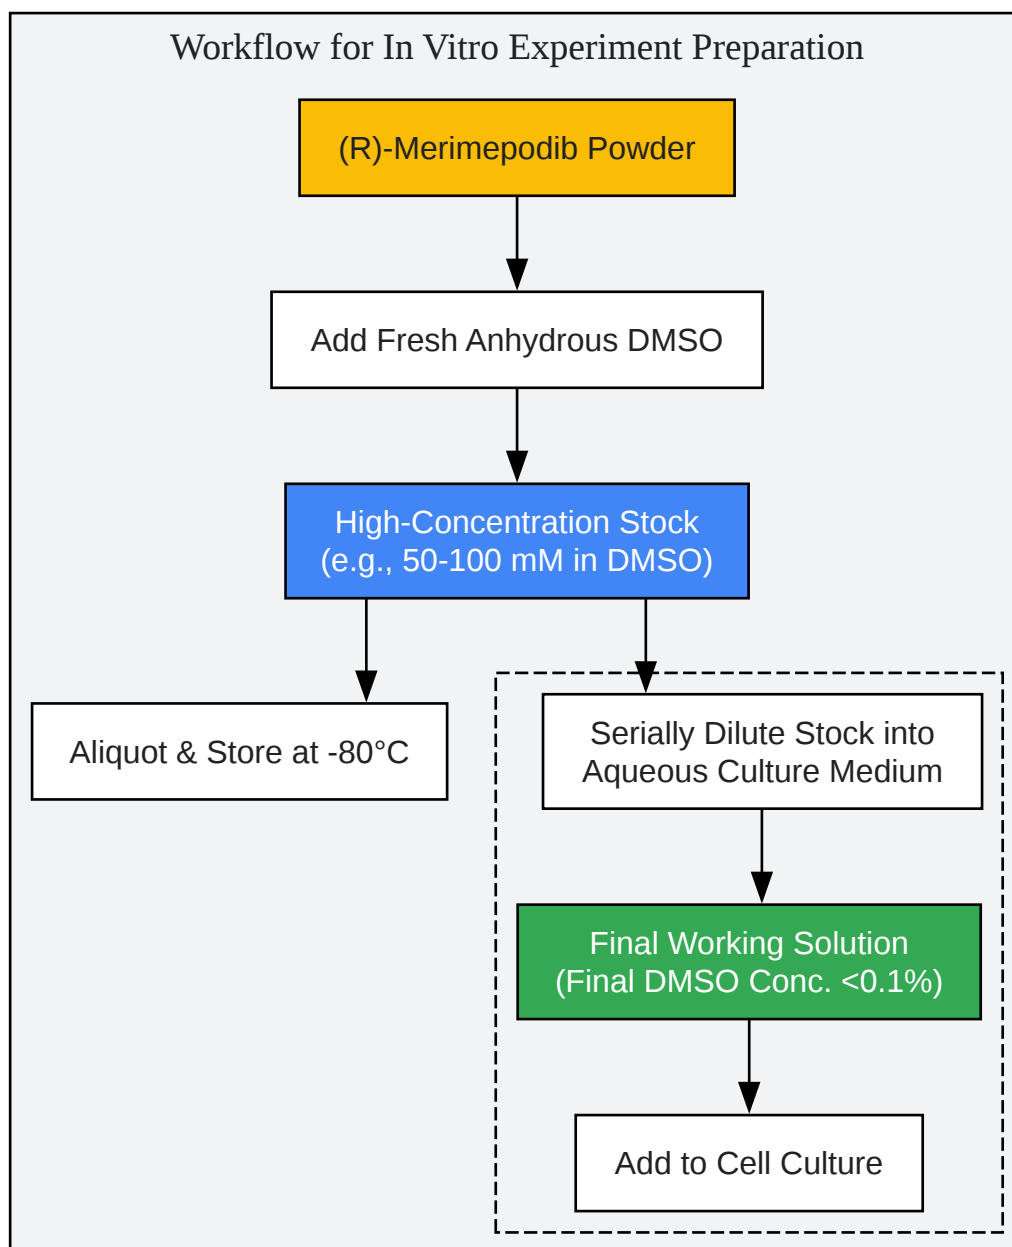 Workflow for In Vitro Experiment Preparation
(R)-Merimepodib Powder
Add Fresh Anhydrous DMSO
High-Concentration Stock
(e.g., 50-100 mM in DMSO)
Aliquot & Store at -80°C
Serially Dilute Stock into
Aqueous Culture Medium
Final Working Solution
(Final DMSO Conc. <0.1%)
Add to Cell Culture